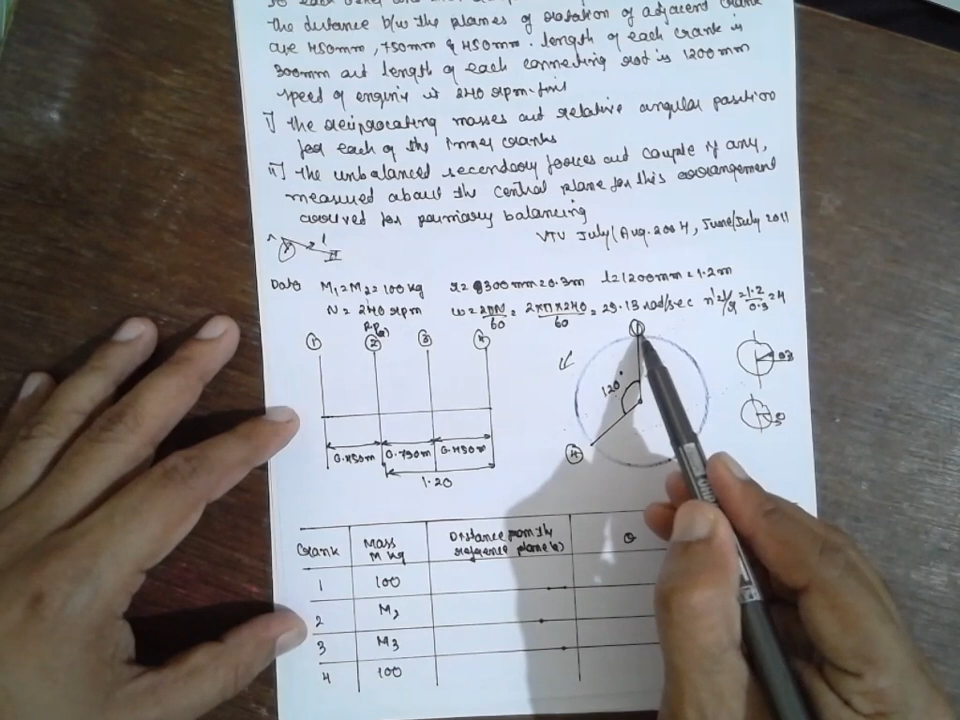 the distance b/w the planes of rotation of adjacent crank
are 450mm, 750mm & 450mm. length of each crank is
300mm and length of each connecting rod is 1200mm
speed of engine is 240 rpm. find
i] the reciprocating masses and relative angular position
for each of the inner cranks
ii] the unbalanced secondary forces and couple if any,
measured about the central plane for this arrangement
for primary balancing
VTU July/Aug. 2004, June/July 2011
Data M1=M2=100 kg r=300mm=0.3m l=1200mm=1.2m
N=240 rpm ω=2πN/60=2×π×240/60=25.13 rad/sec n'=l/r=1.2/0.3=4
R.P
1 2 3 4
0.450m 0.750m 0.450m
1.20
1
120°
4
Crank Mass M kg Distance from the reference plane θ
1 100
2 M2
3 M3
4 100